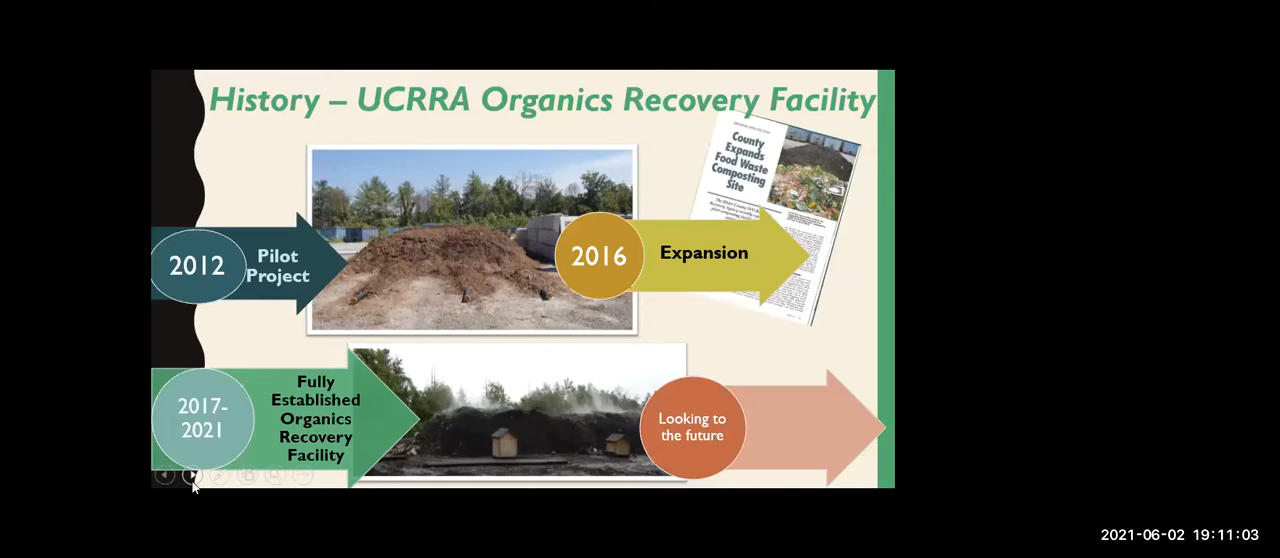 History – UCRRA Organics Recovery Facility
County
Expands
Food Waste
Composting
Site
2012
Pilot
Project
2016
Expansion
2017-
2021
Fully
Established
Organics
Recovery
Facility
Looking to
the future
2021-06-02 19:11:03